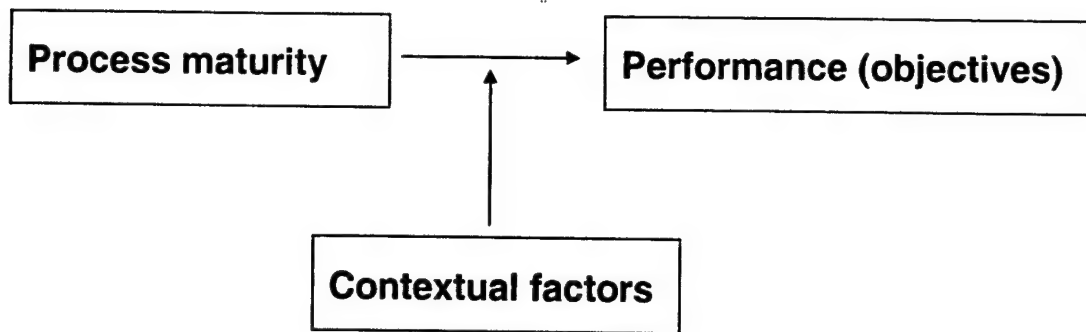 Process maturity
Performance (objectives)
Contextual factors